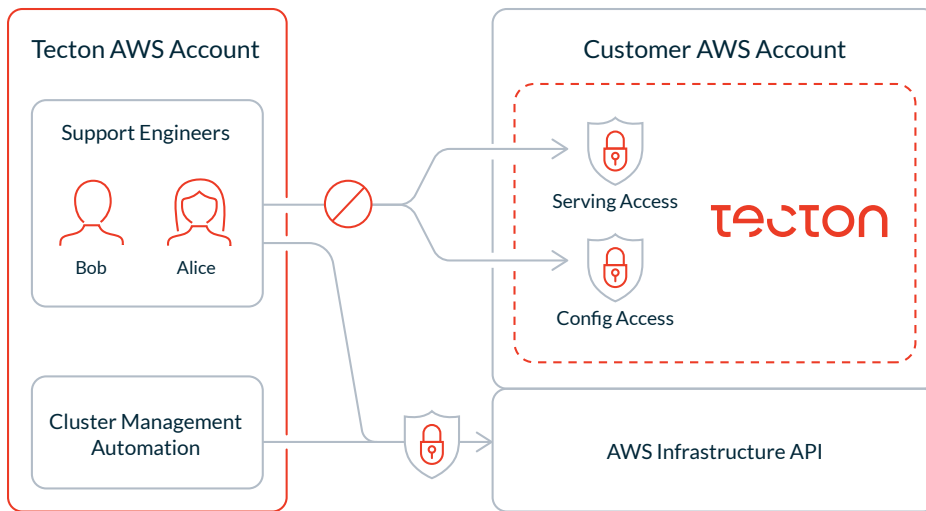 Tecton AWS Account
Support Engineers
Bob
Alice
Cluster Management
Automation
Customer AWS Account
Serving Access
Config Access
tecton
AWS Infrastructure API